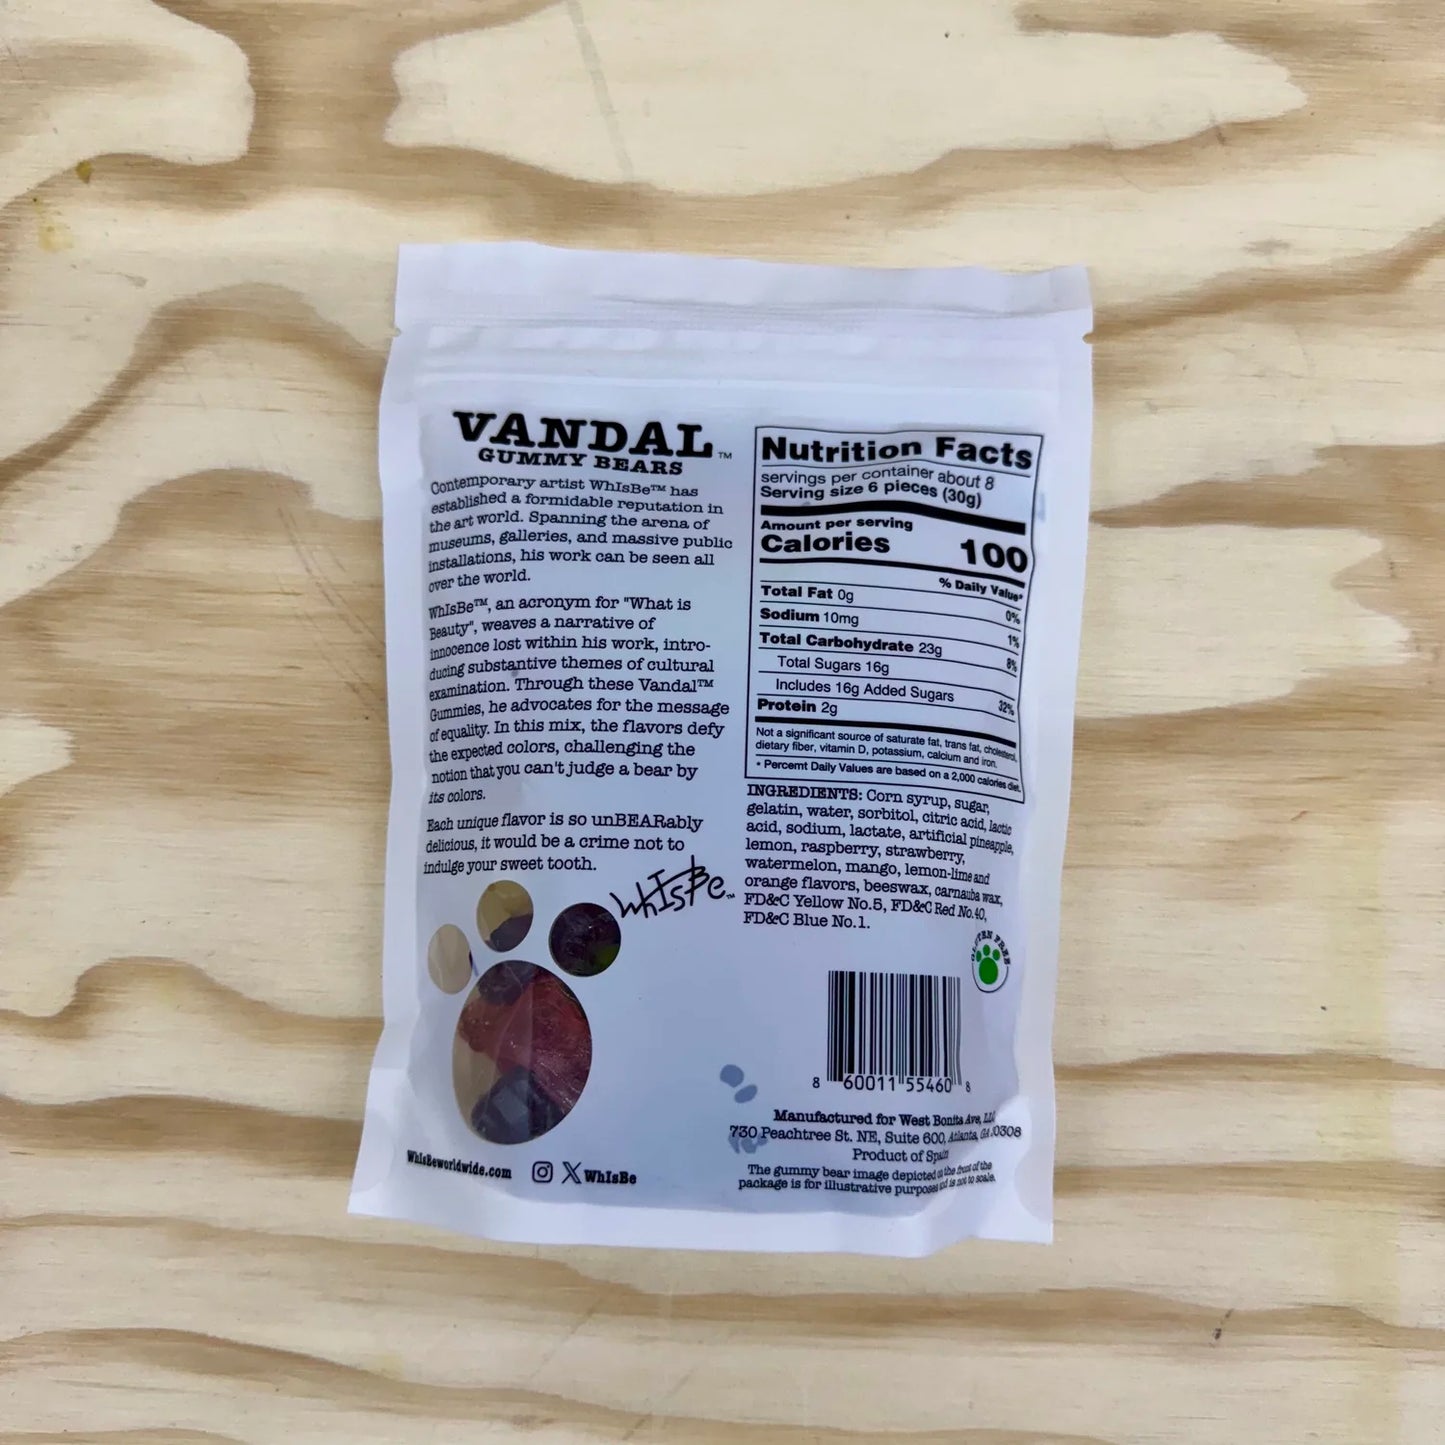 VANDAL™
GUMMY BEARS
Contemporary artist WhIsBe™ has
established a formidable reputation in
the art world. Spanning the arena of
museums, galleries, and massive public
installations, his work can be seen all
over the world.
WhIsBe™, an acronym for "What is
Beauty", weaves a narrative of
innocence lost within his work, intro-
ducing substantive themes of cultural
examination. Through these Vandal™
Gummies, he advocates for the message
of equality. In this mix, the flavors defy
the expected colors, challenging the
notion that you can't judge a bear by
its colors.
Each unique flavor is so unBEARably
delicious, it would be a crime not to
indulge your sweet tooth.
WhIsBe™
WhIsBeworldwide.com
WhIsBe
Nutrition Facts
servings per container about 8
Serving size 6 pieces (30g)
Amount per serving
Calories 100
% Daily Value*
Total Fat 0g 0%
Sodium 10mg 1%
Total Carbohydrate 23g 8%
Total Sugars 16g
Includes 16g Added Sugars 32%
Protein 2g
Not a significant source of saturate fat, trans fat, cholesterol,
dietary fiber, vitamin D, potassium, calcium and iron.
* Percernt Daily Values are based on a 2,000 calories diet.
INGREDIENTS: Corn syrup, sugar,
gelatin, water, sorbitol, citric acid, lactic
acid, sodium, lactate, artificial pineapple,
lemon, raspberry, strawberry,
watermelon, mango, lemon-lime and
orange flavors, beeswax, carnauba wax,
FD&C Yellow No.5, FD&C Red No.40,
FD&C Blue No.1.
GLUTEN FREE
8 60011 55460 8
Manufactured for West Bonita Ave, LLC
730 Peachtree St. NE, Suite 600, Atlanta, GA 30308
Product of Spain
The gummy bear image depicted on the front of the
package is for illustrative purposes and is not to scale.